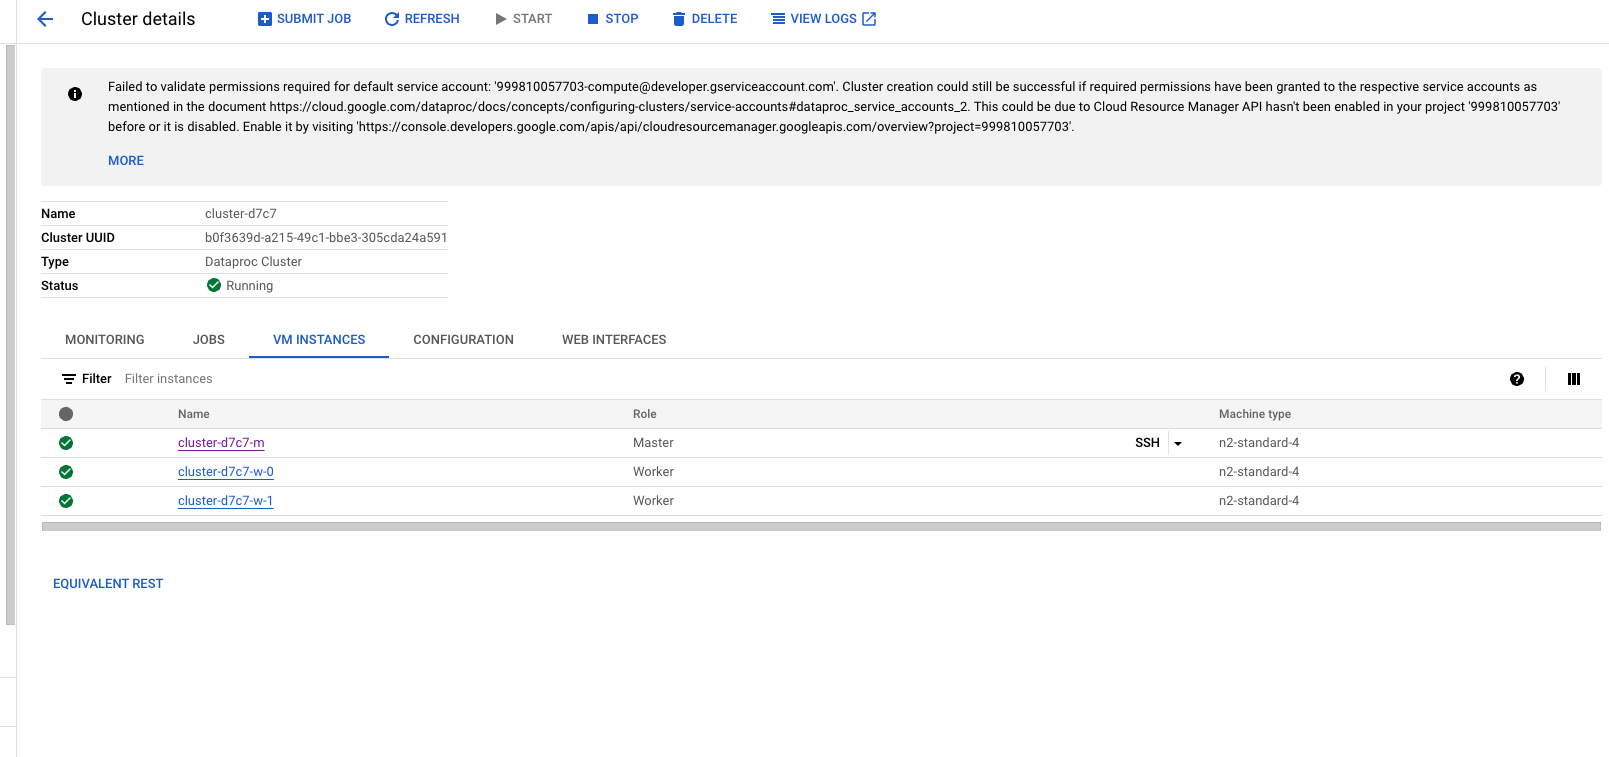 Cluster details SUBMIT JOB REFRESH START STOP DELETE VIEW LOGS
Failed to validate permissions required for default service account: '999810057703-compute@developer.gserviceaccount.com'. Cluster creation could still be successful if required permissions have been granted to the respective service accounts as
mentioned in the document https://cloud.google.com/dataproc/docs/concepts/configuring-clusters/service-accounts#dataproc_service_accounts_2. This could be due to Cloud Resource Manager API hasn't been enabled in your project '999810057703'
before or it is disabled. Enable it by visiting 'https://console.developers.google.com/apis/api/cloudresourcemanager.googleapis.com/overview?project=999810057703'.
MORE
Name cluster-d7c7
Cluster UUID b0f3639d-a215-49c1-bbe3-305cda24a591
Type Dataproc Cluster
Status Running
MONITORING JOBS VM INSTANCES CONFIGURATION WEB INTERFACES
Filter Filter instances
Name Role Machine type
cluster-d7c7-m Master SSH n2-standard-4
cluster-d7c7-w-0 Worker n2-standard-4
cluster-d7c7-w-1 Worker n2-standard-4
EQUIVALENT REST